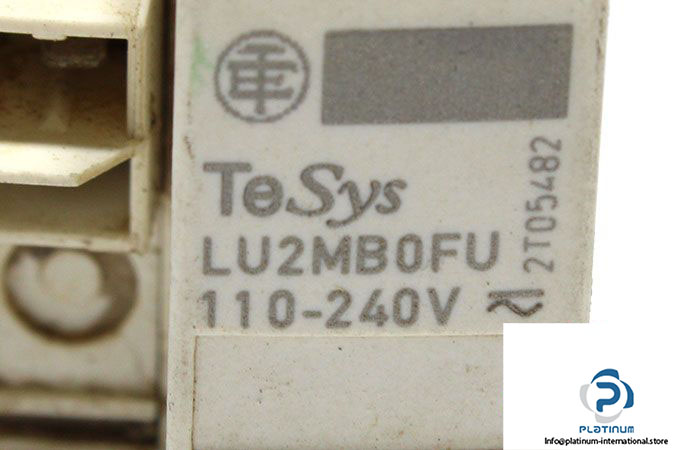 TeSys
LU2MB0FU
110-240V
2T05482
PLATINUM
Info@platinum-international.store